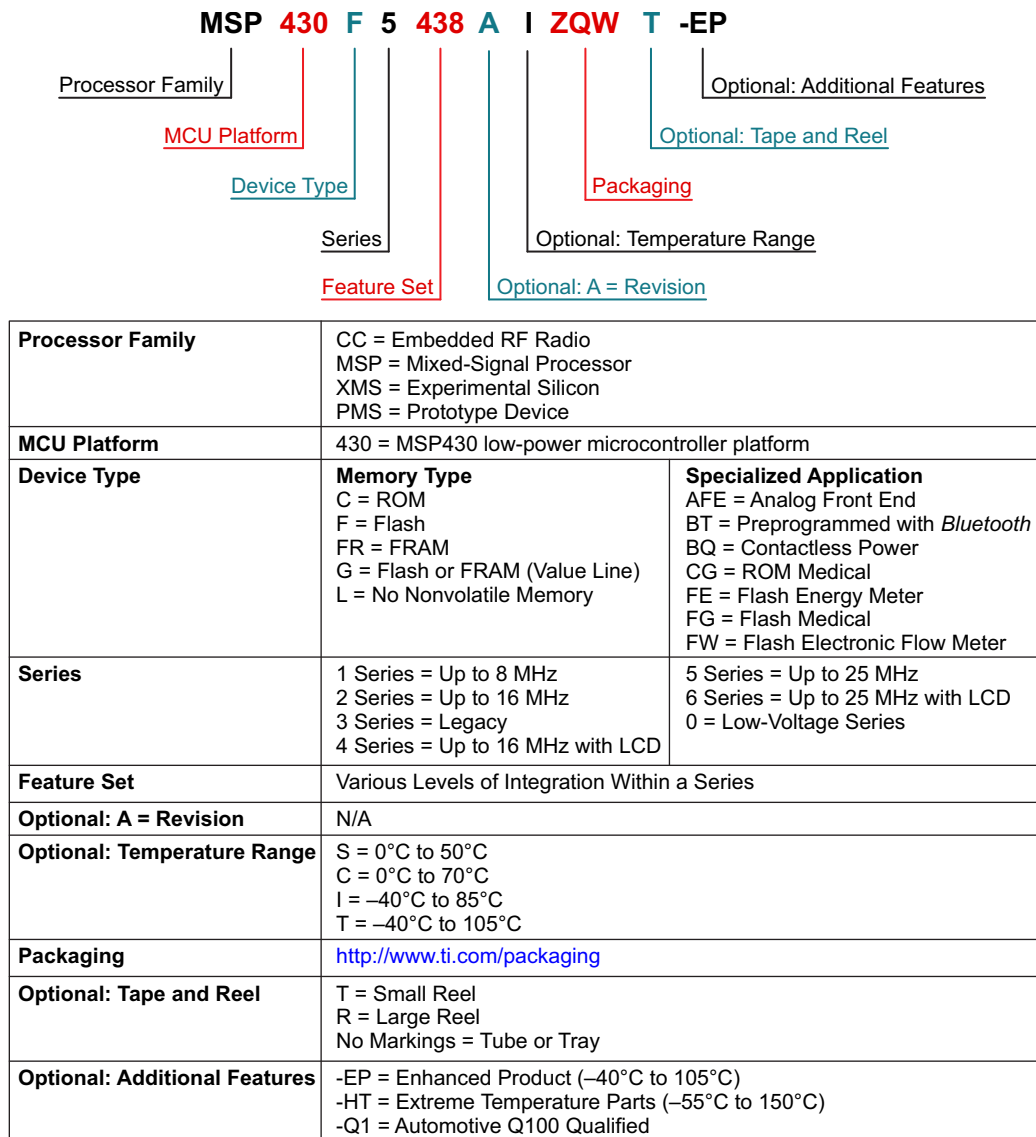 MSP 430 F 5 438 A I ZQW T -EP
Processor Family
Optional: Additional Features
MCU Platform
Optional: Tape and Reel
Device Type
Packaging
Series
Optional: Temperature Range
Feature Set
Optional: A = Revision
Processor Family
CC = Embedded RF Radio
MSP = Mixed-Signal Processor
XMS = Experimental Silicon
PMS = Prototype Device
MCU Platform
430 = MSP430 low-power microcontroller platform
Device Type
Memory Type
C = ROM
F = Flash
FR = FRAM
G = Flash or FRAM (Value Line)
L = No Nonvolatile Memory
Specialized Application
AFE = Analog Front End
BT = Preprogrammed with Bluetooth
BQ = Contactless Power
CG = ROM Medical
FE = Flash Energy Meter
FG = Flash Medical
FW = Flash Electronic Flow Meter
Series
1 Series = Up to 8 MHz
2 Series = Up to 16 MHz
3 Series = Legacy
4 Series = Up to 16 MHz with LCD
5 Series = Up to 25 MHz
6 Series = Up to 25 MHz with LCD
0 = Low-Voltage Series
Feature Set
Various Levels of Integration Within a Series
Optional: A = Revision
N/A
Optional: Temperature Range
S = 0°C to 50°C
C = 0°C to 70°C
I = –40°C to 85°C
T = –40°C to 105°C
Packaging
http://www.ti.com/packaging
Optional: Tape and Reel
T = Small Reel
R = Large Reel
No Markings = Tube or Tray
Optional: Additional Features
-EP = Enhanced Product (–40°C to 105°C)
-HT = Extreme Temperature Parts (–55°C to 150°C)
-Q1 = Automotive Q100 Qualified